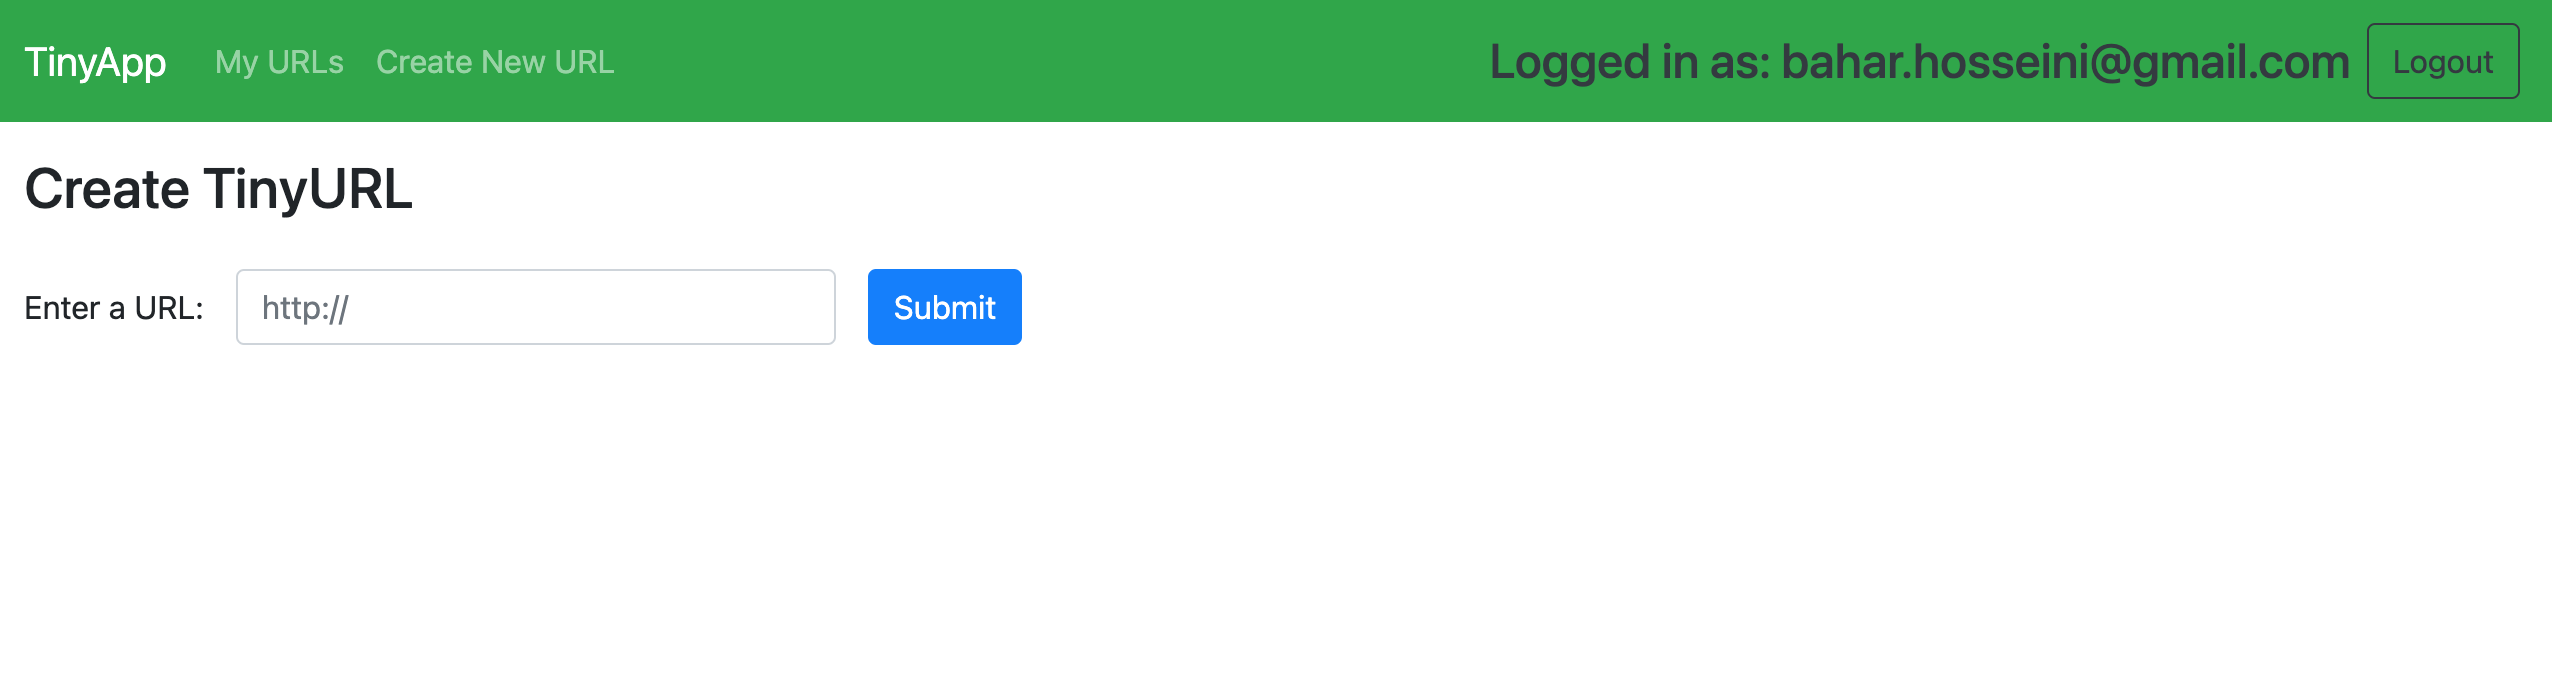 TinyApp My URLs Create New URL Logged in as: bahar.hosseini@gmail.com Logout
Create TinyURL
Enter a URL: http:// Submit